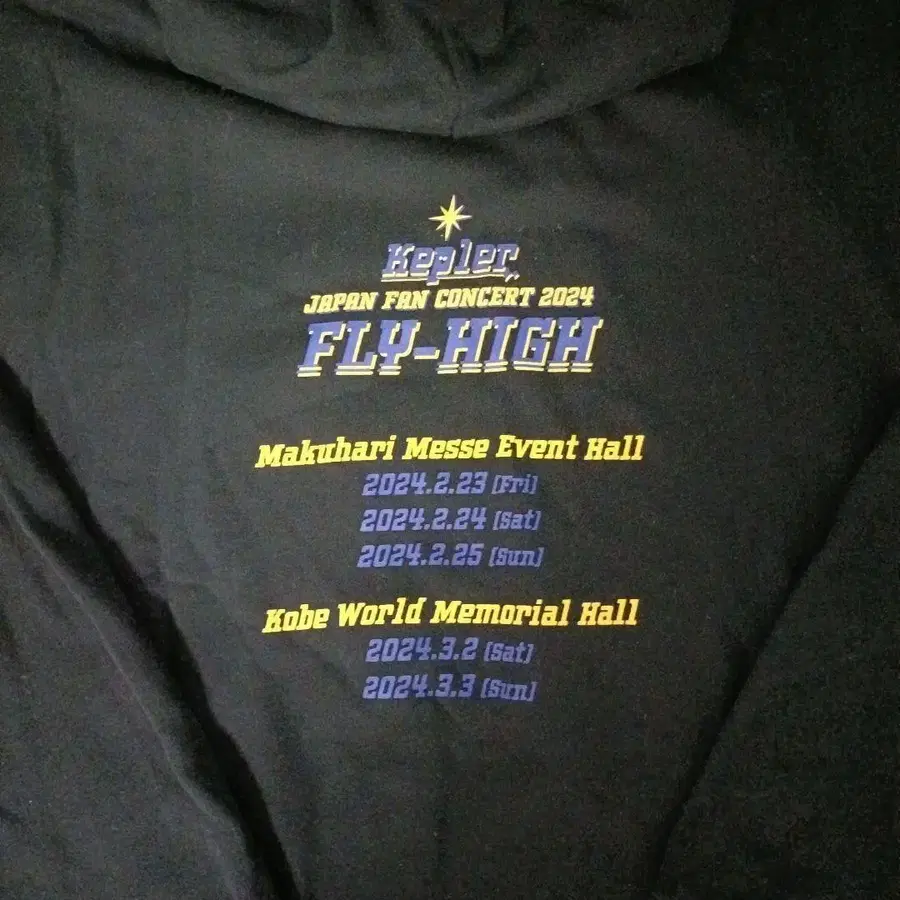 Kep1er
JAPAN FAN CONCERT 2024
FLY-HIGH
Makuhari Messe Event Hall
2024.2.23 (Fri)
2024.2.24 (Sat)
2024.2.25 (Sun)
Kobe World Memorial Hall
2024.3.2 (Sat)
2024.3.3 (Sun)